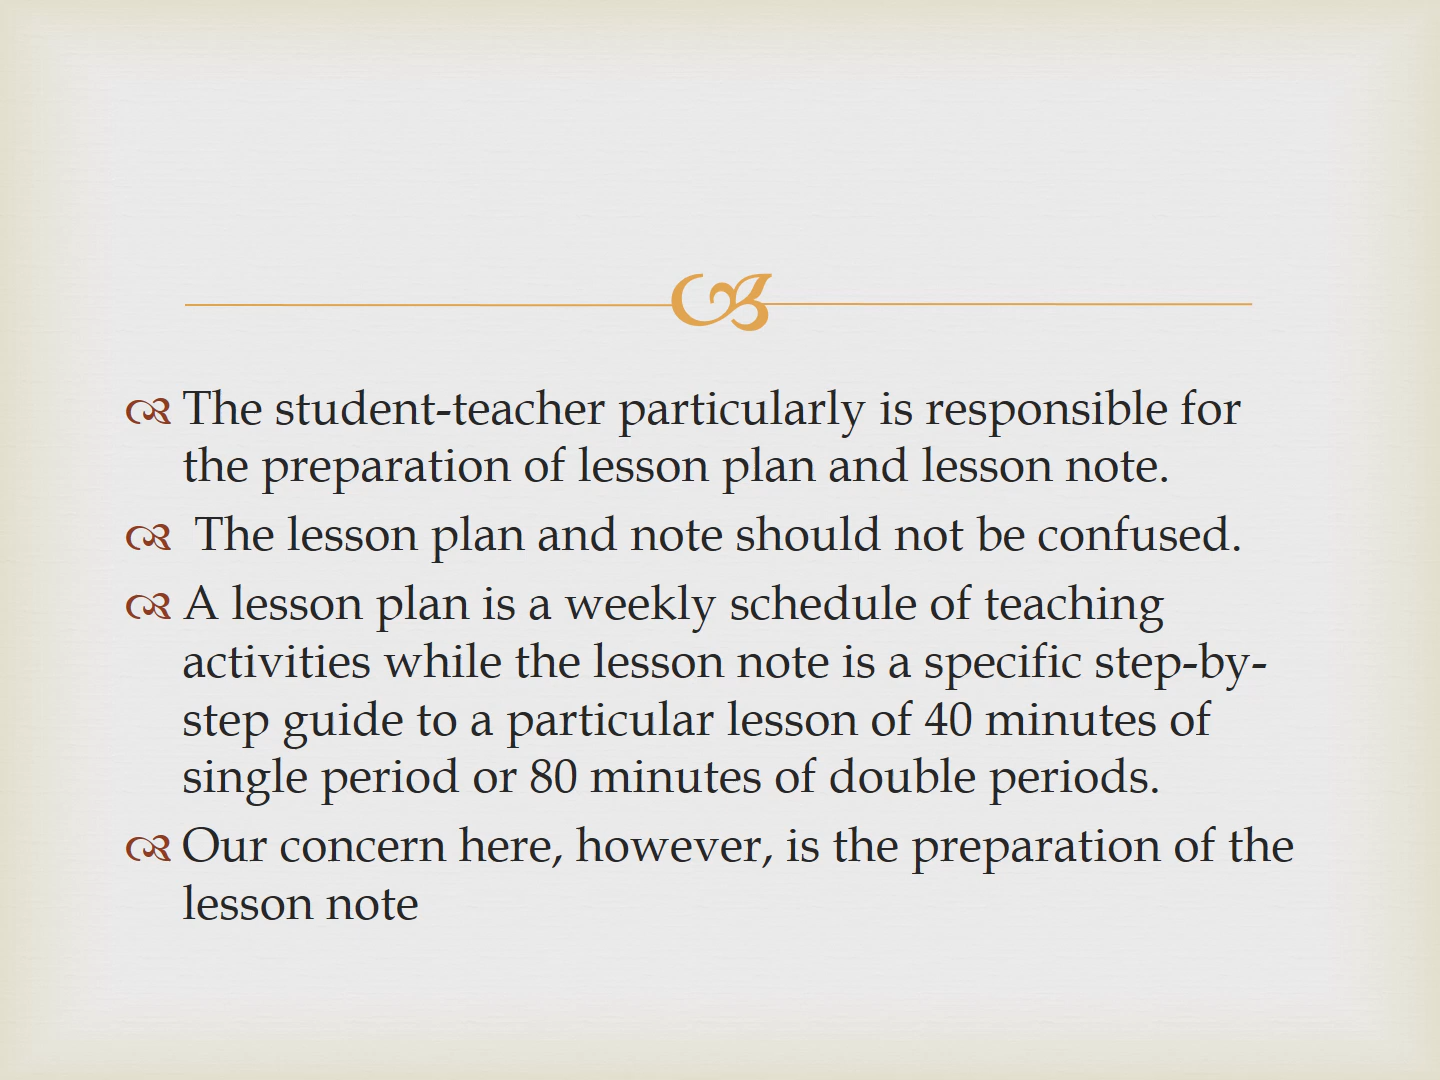 The student-teacher particularly is responsible for
the preparation of lesson plan and lesson note.
The lesson plan and note should not be confused.
A lesson plan is a weekly schedule of teaching
activities while the lesson note is a specific step-by-
step guide to a particular lesson of 40 minutes of
single period or 80 minutes of double periods.
Our concern here, however, is the preparation of the
lesson note